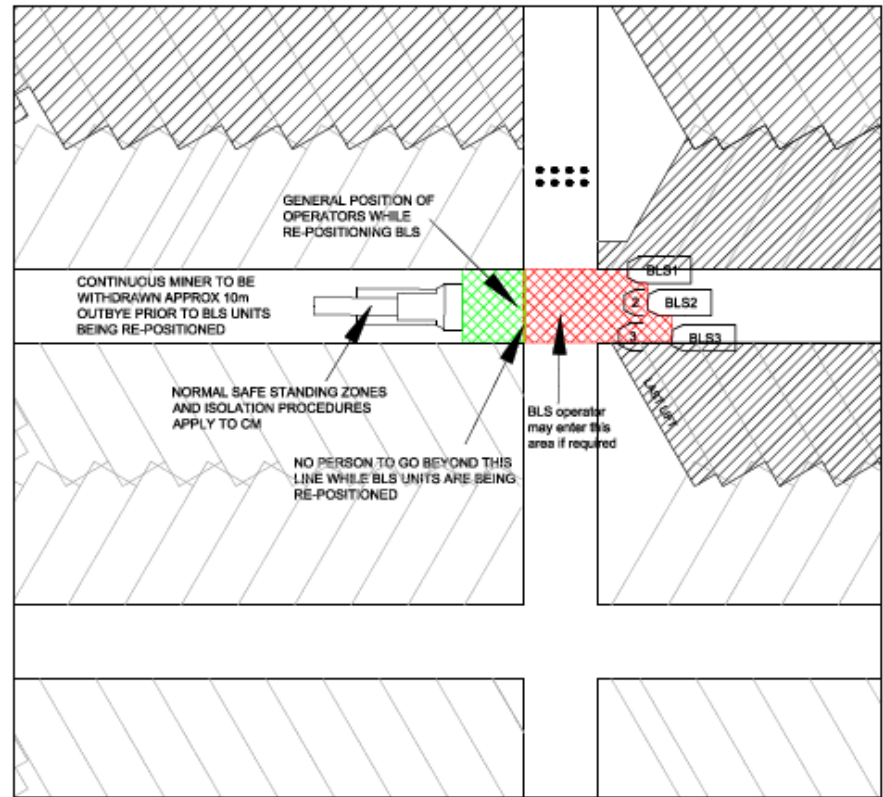 GENERAL POSITION OF
OPERATORS WHILE
RE-POSITIONING BLS
CONTINUOUS MINER TO BE
WITHDRAWN APPROX 10m
OUTBYE PRIOR TO BLS UNITS
BEING RE-POSITIONED
BLS1
2
BLS2
3
BLS3
NORMAL SAFE STANDING ZONES
AND ISOLATION PROCEDURES
APPLY TO CM
LAST LIFT
BLS operator
may enter this
area if required
NO PERSON TO GO BEYOND THIS
LINE WHILE BLS UNITS ARE BEING
RE-POSITIONED